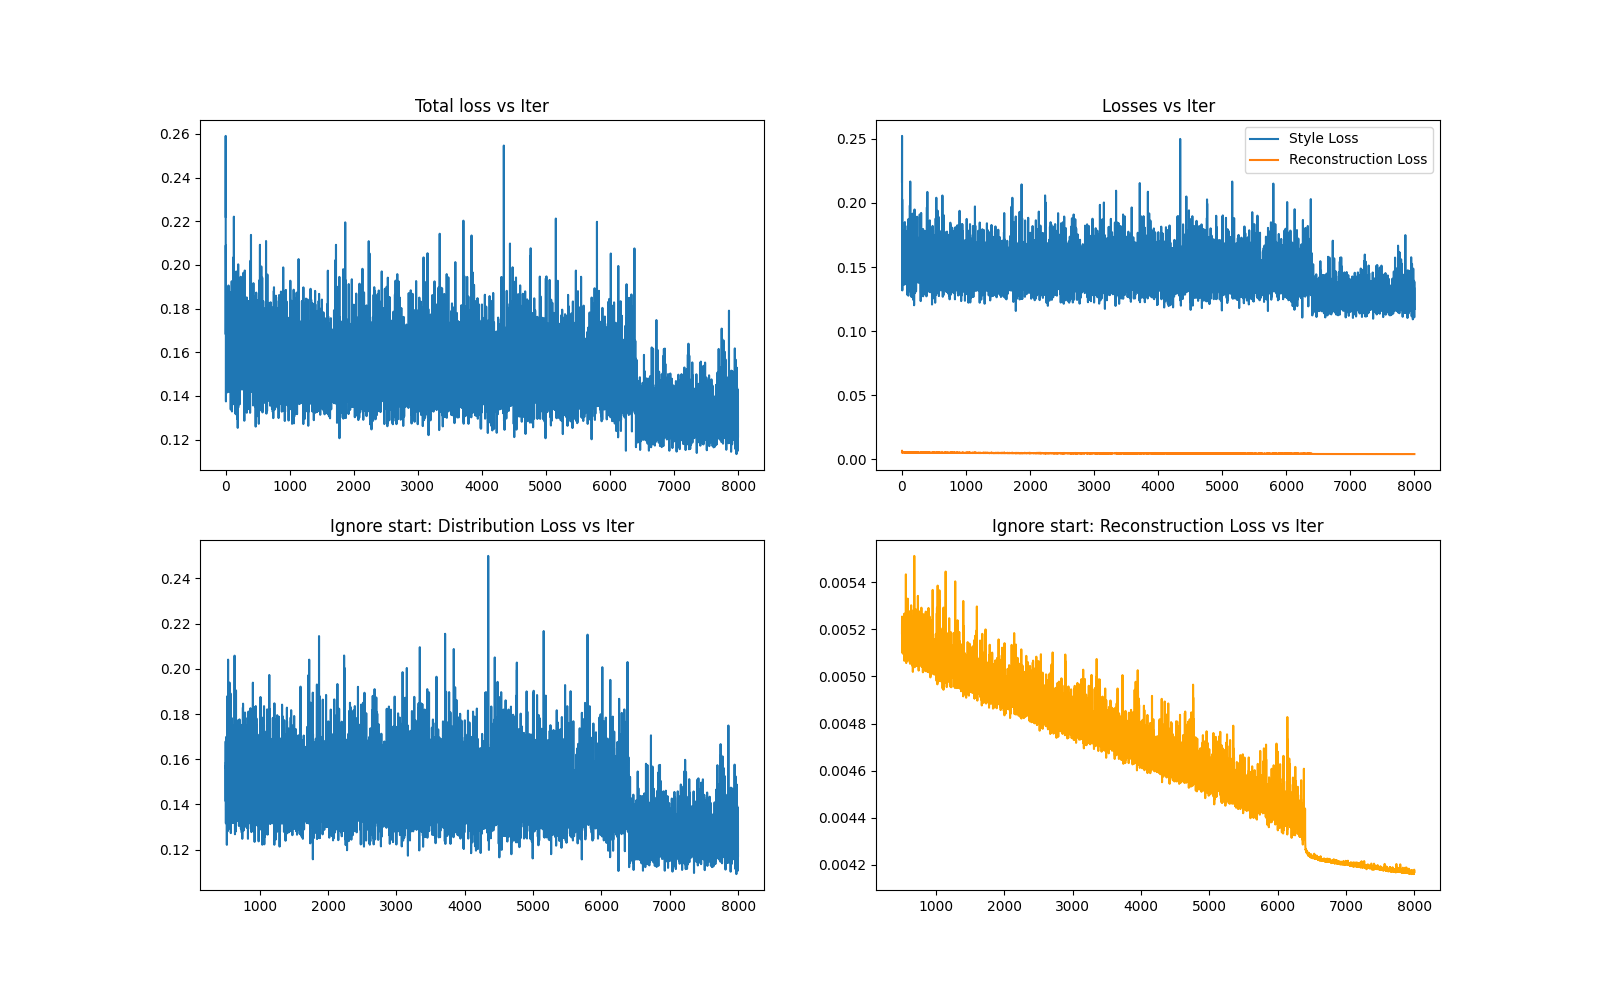 Total loss vs Iter
0.26
0.24
0.22
0.20
0.18
0.16
0.14
0.12
0 1000 2000 3000 4000 5000 6000 7000 8000
Losses vs Iter
Style Loss
Reconstruction Loss
0.25
0.20
0.15
0.10
0.05
0.00
0 1000 2000 3000 4000 5000 6000 7000 8000
Ignore start: Distribution Loss vs Iter
0.24
0.22
0.20
0.18
0.16
0.14
0.12
1000 2000 3000 4000 5000 6000 7000 8000
Ignore start: Reconstruction Loss vs Iter
0.0054
0.0052
0.0050
0.0048
0.0046
0.0044
0.0042
1000 2000 3000 4000 5000 6000 7000 8000